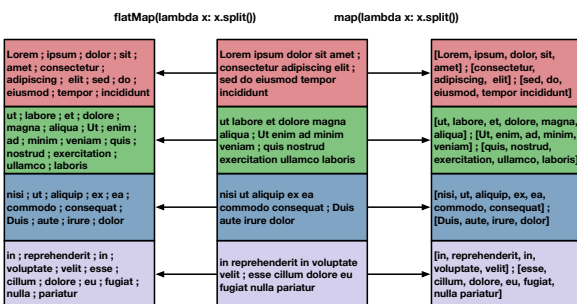 flatMap(lambda x: x.split())
map(lambda x: x.split())
Lorem ; ipsum ; dolor ; sit ;
amet ; consectetur ;
adipiscing ; elit ; sed ; do ;
eiusmod ; tempor ; incididunt
Lorem ipsum dolor sit amet ;
consectetur adipiscing elit ;
sed do eiusmod tempor
incididunt
[Lorem, ipsum, dolor, sit,
amet] ; [consectetur,
adipiscing, elit] ; [sed, do,
eiusmod, tempor incididunt]
ut ; labore ; et ; dolore ;
magna ; aliqua ; Ut ; enim ;
ad ; minim ; veniam ; quis ;
nostrud ; exercitation ;
ullamco ; laboris
ut labore et dolore magna
aliqua ; Ut enim ad minim
veniam ; quis nostrud
exercitation ullamco laboris
[ut, labore, et, dolore, magna,
aliqua] ; [Ut, enim, ad, minim,
veniam] ; [quis, nostrud,
exercitation, ullamco, laboris]
nisi ; ut ; aliquip ; ex ; ea ;
commodo ; consequat ;
Duis ; aute ; irure ; dolor
nisi ut aliquip ex ea
commodo consequat ; Duis
aute irure dolor
[nisi, ut, aliquip, ex, ea,
commodo, consequat] ;
[Duis, aute, irure, dolor]
in ; reprehenderit ; in ;
voluptate ; velit ; esse ;
cillum ; dolore ; eu ; fugiat ;
nulla ; pariatur
in reprehenderit in voluptate
velit ; esse cillum dolore eu
fugiat nulla pariatur
[in, reprehenderit, in,
voluptate, velit] ; [esse,
cillum, dolore, eu, fugiat,
nulla, pariatur]